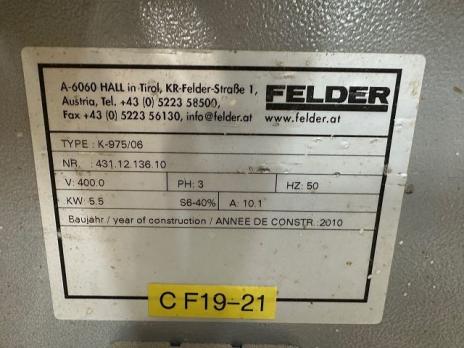 A-6060 HALL in Tirol, KR-Felder-Straße 1,
Austria, Tel. +43 (0) 5223 58500,
Fax +43 (0) 5223 56130, info@felder.at
FELDER
www.felder.at
TYPE : K-975/06
NR. : 431.12.136.10
V: 400.0 PH: 3 HZ: 50
KW: 5.5 S6-40% A: 10.1
Baujahr / year of construction / ANNEE DE CONSTR. :2010
C F19-21